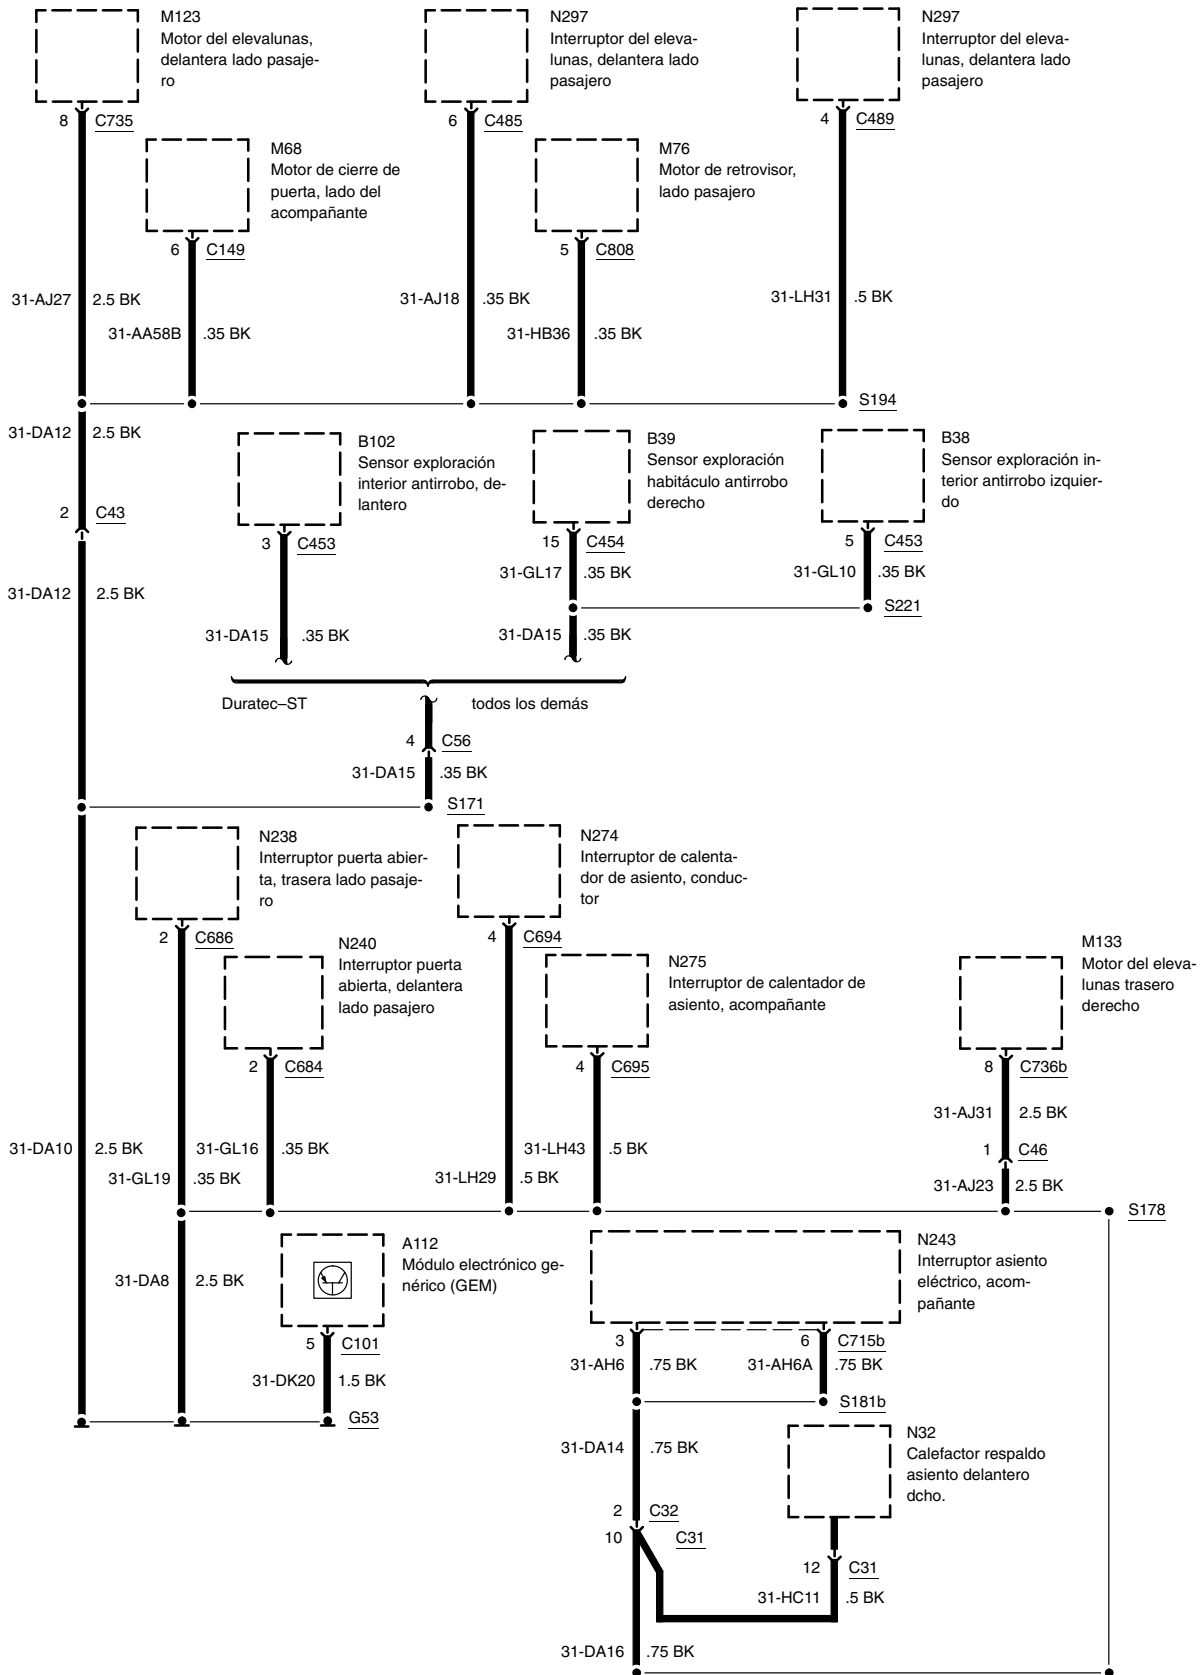 M123
Motor del elevalunas,
delantera lado pasaje-
ro
8 C735
N297
Interruptor del eleva-
lunas, delantera lado
pasajero
6 C485
N297
Interruptor del eleva-
lunas, delantera lado
pasajero
4 C489
M68
Motor de cierre de
puerta, lado del
acompañante
6 C149
M76
Motor de retrovisor,
lado pasajero
5 C808
31-AJ27 2.5 BK
31-AA58B .35 BK
31-AJ18 .35 BK
31-HB36 .35 BK
31-LH31 .5 BK
S194
31-DA12 2.5 BK
2 C43
31-DA12 2.5 BK
B102
Sensor exploración
interior antirrobo, de-
lantero
3 C453
B39
Sensor exploración
habitáculo antirrobo
derecho
15 C454
B38
Sensor exploración in-
terior antirrobo izquier-
do
5 C453
31-GL17 .35 BK
31-GL10 .35 BK
S221
31-DA15 .35 BK
31-DA15 .35 BK
Duratec–ST
todos los demás
4 C56
31-DA15 .35 BK
S171
N238
Interruptor puerta abier-
ta, trasera lado pasaje-
ro
2 C686
N274
Interruptor de calenta-
dor de asiento, conduc-
tor
4 C694
N240
Interruptor puerta
abierta, delantera
lado pasajero
2 C684
N275
Interruptor de calentador de
asiento, acompañante
4 C695
M133
Motor del eleva-
lunas trasero
derecho
8 C736b
31-AJ31 2.5 BK
1 C46
31-AJ23 2.5 BK
31-DA10 2.5 BK
31-GL16 .35 BK
31-GL19 .35 BK
31-LH43 .5 BK
31-LH29 .5 BK
S178
A112
Módulo electrónico ge-
nérico (GEM)
31-DA8 2.5 BK
5 C101
31-DK20 1.5 BK
G53
N243
Interruptor asiento
eléctrico, acom-
pañante
3
6 C715b
31-AH6 .75 BK
31-AH6A .75 BK
S181b
31-DA14 .75 BK
N32
Calefactor respaldo
asiento delantero
dcho.
2 C32
10 C31
12 C31
31-HC11 .5 BK
31-DA16 .75 BK